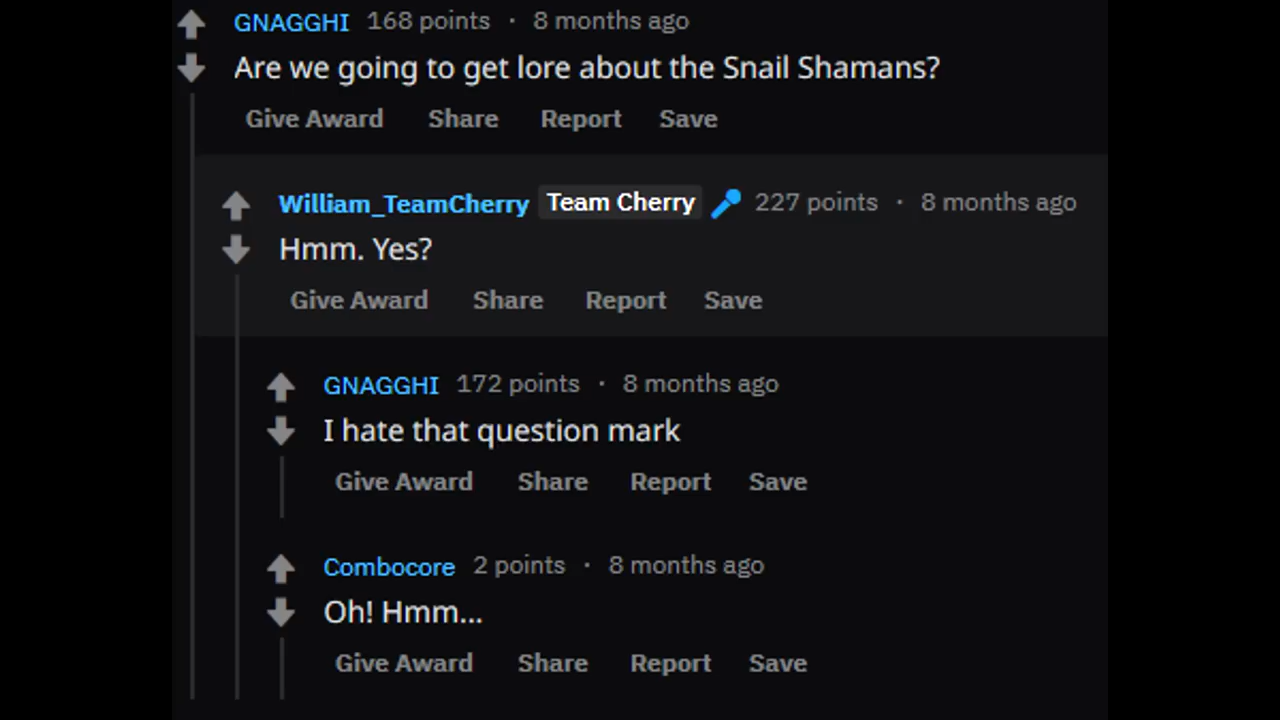 GNAGGHI 168 points · 8 months ago
Are we going to get lore about the Snail Shamans?
Give Award Share Report Save
William_TeamCherry Team Cherry 227 points · 8 months ago
Hmm. Yes?
Give Award Share Report Save
GNAGGHI 172 points · 8 months ago
I hate that question mark
Give Award Share Report Save
Combocore 2 points · 8 months ago
Oh! Hmm...
Give Award Share Report Save